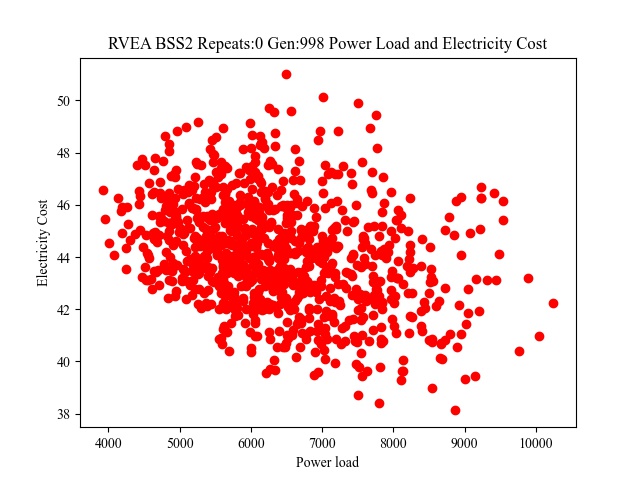 RVEA BSS2 Repeats:0 Gen:998 Power Load and Electricity Cost
50
48
46
44
42
40
38
Electricity Cost
4000 5000 6000 7000 8000 9000 10000
Power load